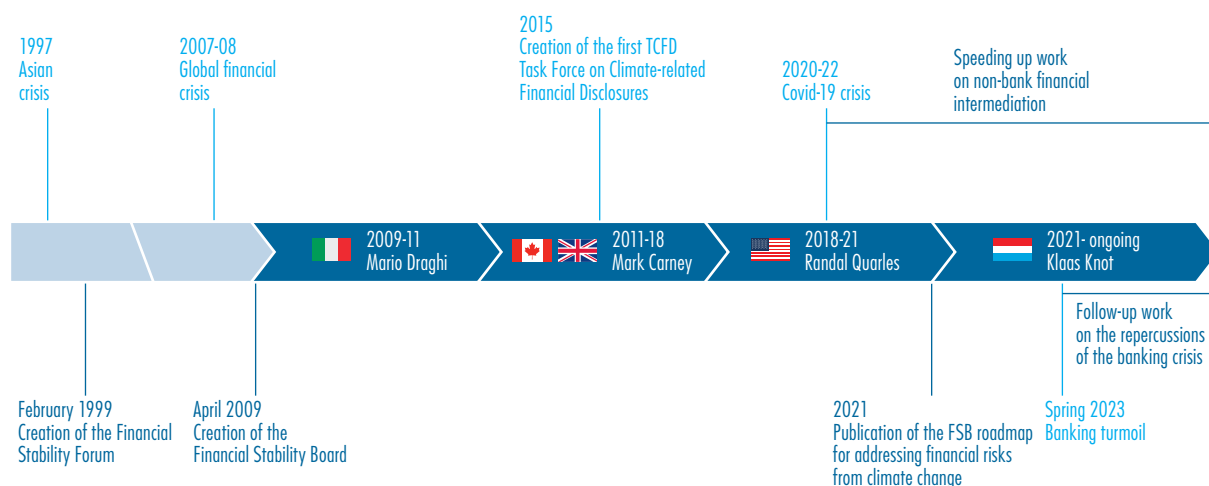 1997
Asian
crisis
2007-08
Global financial
crisis
2015
Creation of the first TCFD
Task Force on Climate-related
Financial Disclosures
2020-22
Covid-19 crisis
Speeding up work
on non-bank financial
intermediation
2009-11
Mario Draghi
2011-18
Mark Carney
2018-21
Randal Quarles
2021- ongoing
Klaas Knot
Follow-up work
on the repercussions
of the banking crisis
February 1999
Creation of the Financial
Stability Forum
April 2009
Creation of the
Financial Stability Board
2021
Publication of the FSB roadmap
for addressing financial risks
from climate change
Spring 2023
Banking turmoil